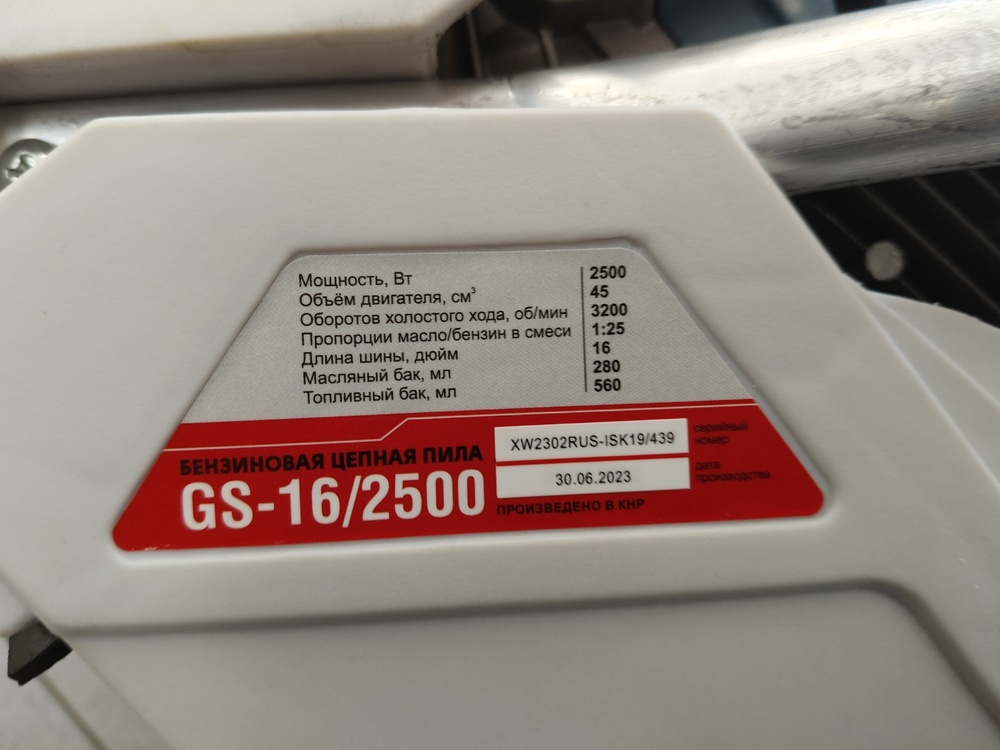 Мощность, Вт 2500
Объём двигателя, см³ 45
Оборотов холостого хода, об/мин 3200
Пропорции масло/бензин в смеси 1:25
Длина шины, дюйм 16
Масляный бак, мл 280
Топливный бак, мл 560
БЕНЗИНОВАЯ ЦЕПНАЯ ПИЛА
GS-16/2500
XW2302RUS-ISK19/439 серийный номер
30.06.2023 дата производства
ПРОИЗВЕДЕНО В КНР